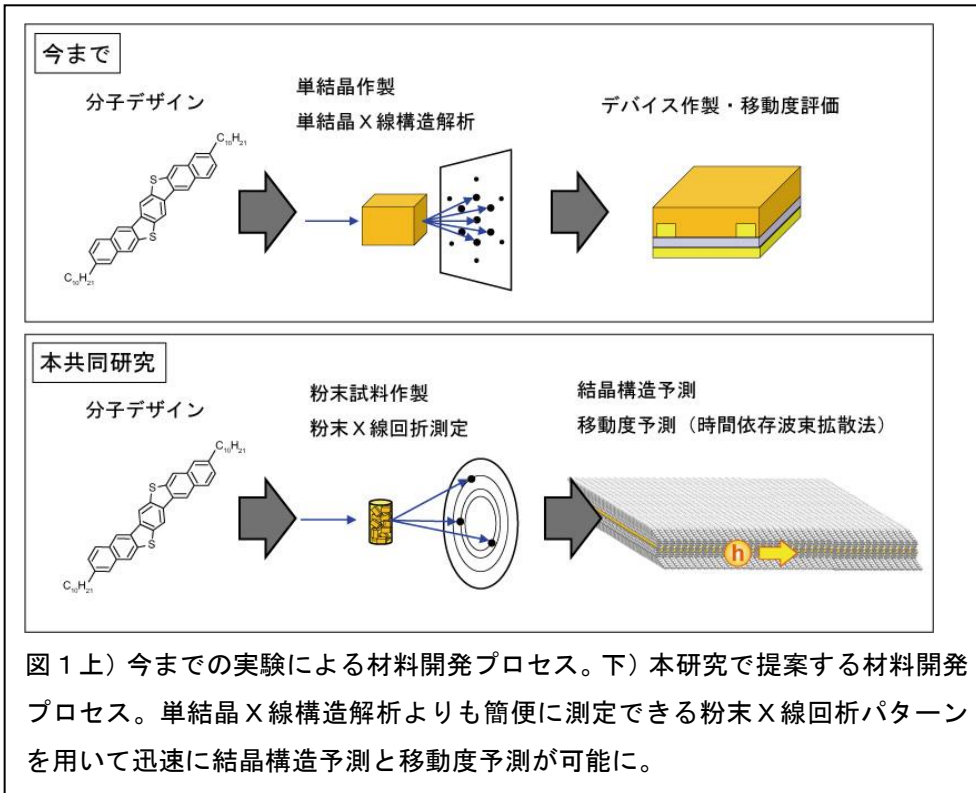 今まで
分子デザイン
単結晶作製
単結晶X線構造解析
デバイス作製・移動度評価
C₁₀H₂₁
S
S
C₁₀H₂₁
本共同研究
分子デザイン
粉末試料作製
粉末X線回折測定
結晶構造予測
移動度予測（時間依存波束拡散法）
C₁₀H₂₁
S
S
C₁₀H₂₁
h
図１上）今までの実験による材料開発プロセス。下）本研究で提案する材料開発
プロセス。単結晶X線構造解析よりも簡便に測定できる粉末X線回析パターン
を用いて迅速に結晶構造予測と移動度予測が可能に。